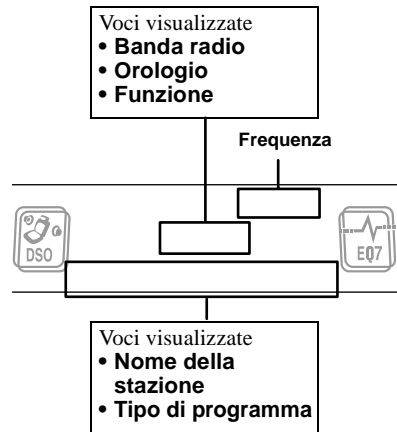 Voci visualizzate
• Banda radio
• Orologio
• Funzione
Frequenza
DSO
EQ7
Voci visualizzate
• Nome della
stazione
• Tipo di programma